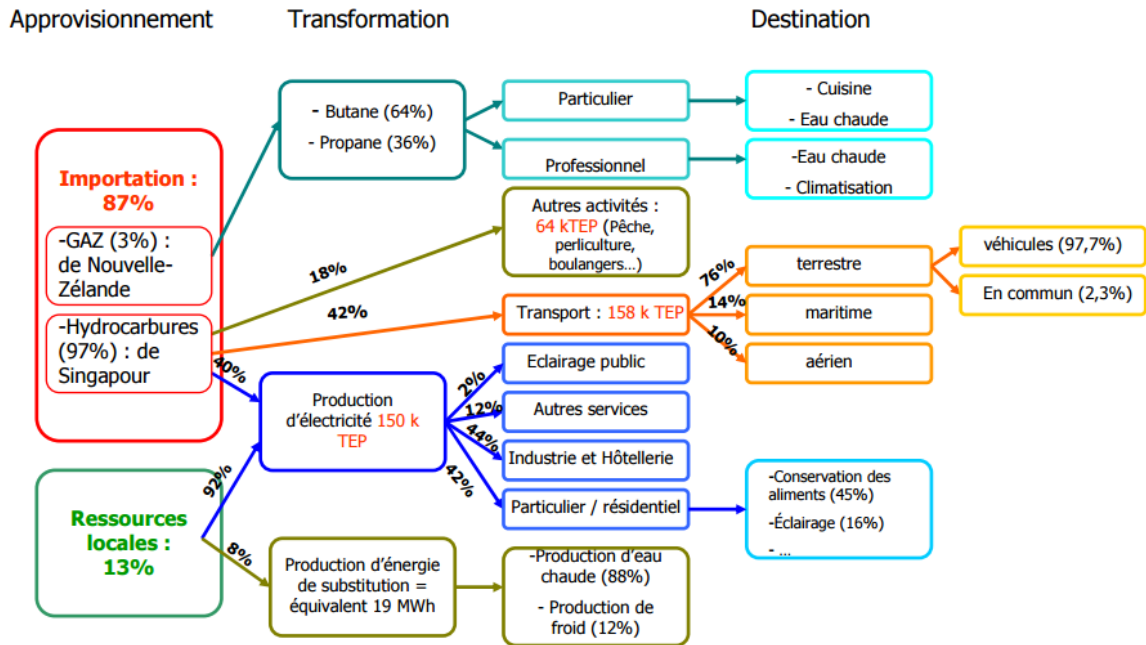 Approvisionnement
Transformation
Destination
Importation :
87%
-GAZ (3%) :
de Nouvelle-
Zélande
-Hydrocarbures
(97%) : de
Singapour
Ressources
locales :
13%
- Butane (64%)
- Propane (36%)
18%
42%
40%
92%
8%
Production
d'électricité 150 k
TEP
Production d'énergie
de substitution =
équivalent 19 MWh
Particulier
Professionnel
Autres activités :
64 kTEP (Pêche,
perliculture,
boulangers...)
Transport : 158 k TEP
2%
12%
44%
42%
Eclairage public
Autres services
Industrie et Hôtellerie
Particulier / résidentiel
-Production d'eau
chaude (88%)
- Production de
froid (12%)
- Cuisine
- Eau chaude
-Eau chaude
- Climatisation
76%
14%
10%
terrestre
maritime
aérien
véhicules (97,7%)
En commun (2,3%)
-Conservation des
aliments (45%)
-Éclairage (16%)
- ...